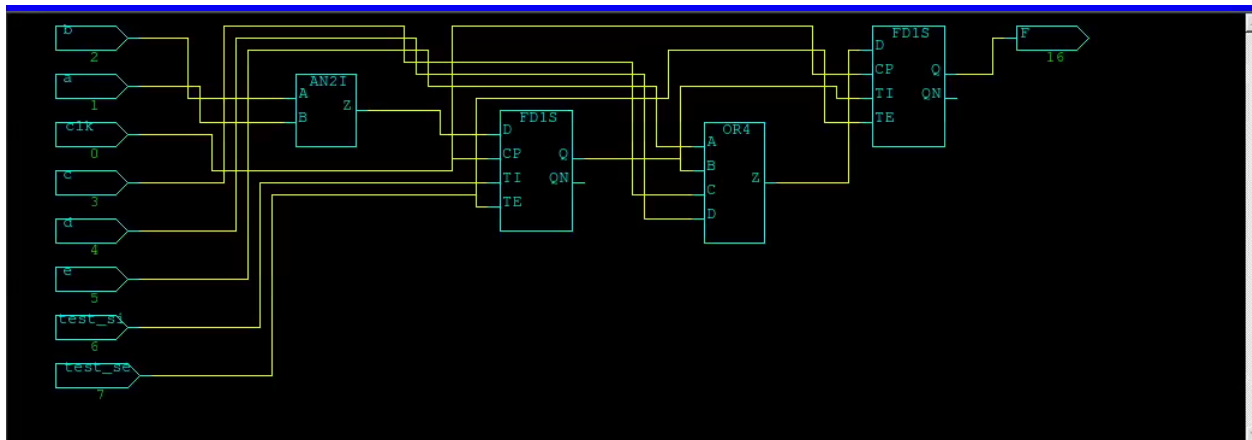 b
2
a
1
clk
0
c
3
d
4
e
5
test_si
6
test_se
7
AN2I
A
B
Z
FD1S
D
CP
TI
TE
Q
QN
OR4
A
B
C
D
Z
FD1S
D
CP
TI
TE
Q
QN
F
16